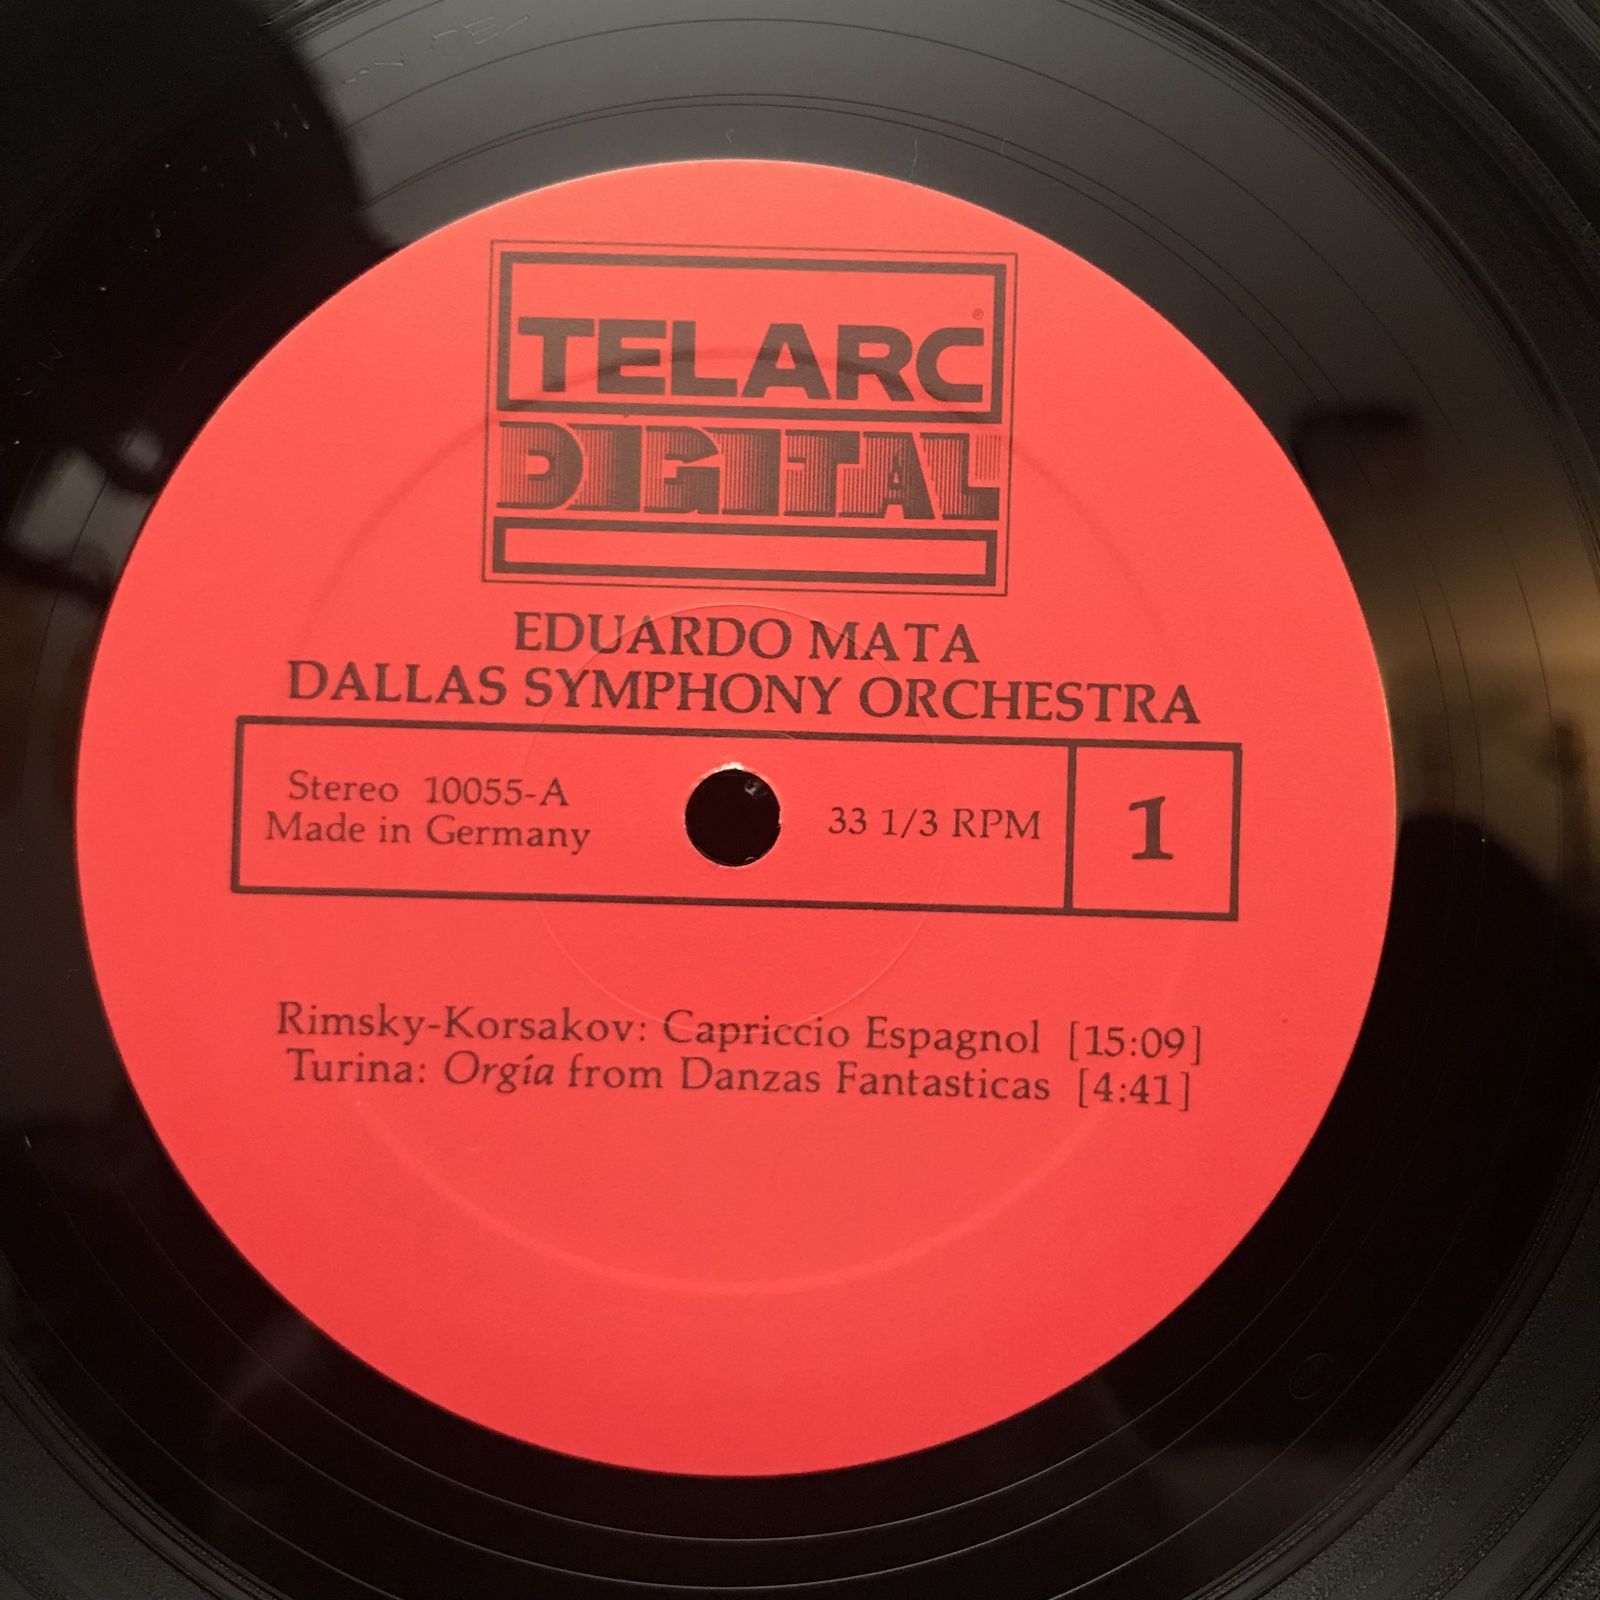 TELARC®
DIGITAL
EDUARDO MATA
DALLAS SYMPHONY ORCHESTRA
Stereo 10055-A
Made in Germany
33 1/3 RPM
1
Rimsky-Korsakov: Capriccio Espagnol [15:09]
Turina: Orgía from Danzas Fantasticas [4:41]